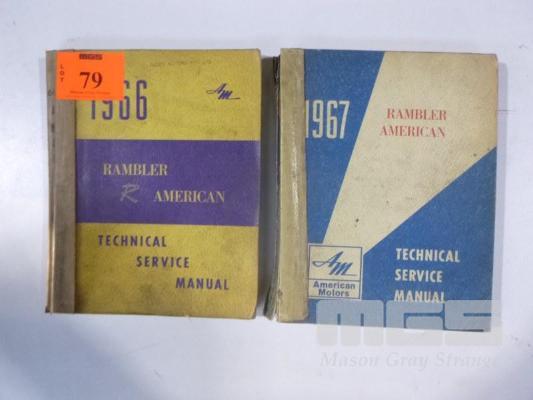 MGS
LOT
79
1966
AM
RAMBLER
R AMERICAN
TECHNICAL
SERVICE
MANUAL
1967
RAMBLER
AMERICAN
AM
American
Motors
TECHNICAL
SERVICE
MANUAL
MGS
Mason Gray Strange